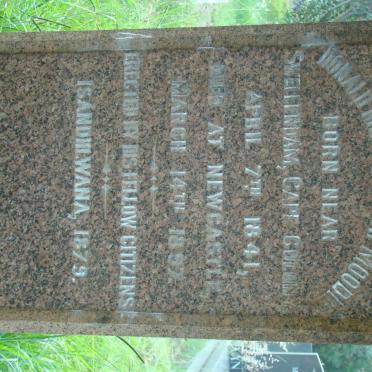 BORN NEAR
SWELLENDAM, CAPE COLONY
APRIL 7TH 1841,
DIED AT NEWCASTLE
MARCH 14TH 1897
ERECTED BY HIS FELLOW CITIZENS
ISANDHLWANA 1879.